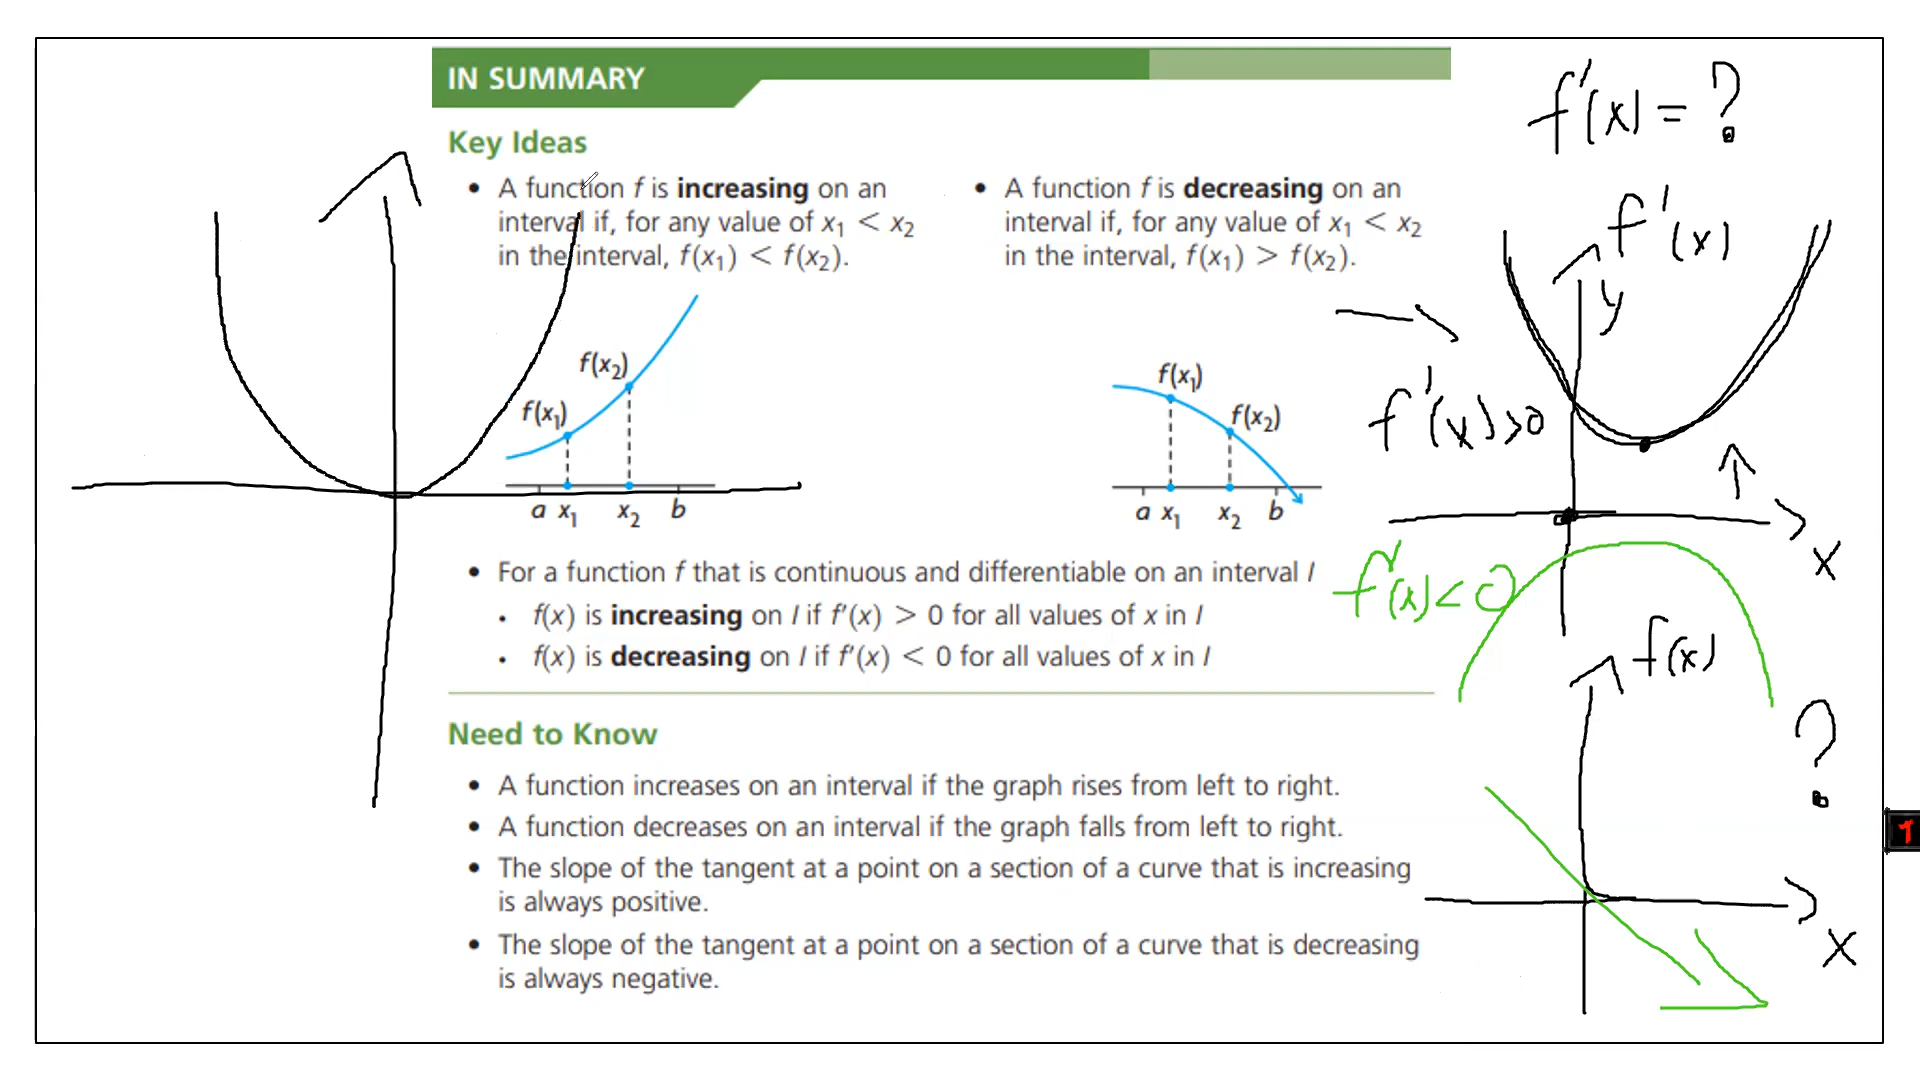 IN SUMMARY
Key Ideas
• A function f is increasing on an
interval if, for any value of x₁ < x₂
in the interval, f(x₁) < f(x₂).
• A function f is decreasing on an
interval if, for any value of x₁ < x₂
in the interval, f(x₁) > f(x₂).
f(x₂)
f(x₁)
a x₁ x₂ b
f(x₁)
f(x₂)
a x₁ x₂ b
• For a function f that is continuous and differentiable on an interval I
• f(x) is increasing on I if f'(x) > 0 for all values of x in I
• f(x) is decreasing on I if f'(x) < 0 for all values of x in I
Need to Know
• A function increases on an interval if the graph rises from left to right.
• A function decreases on an interval if the graph falls from left to right.
• The slope of the tangent at a point on a section of a curve that is increasing
is always positive.
• The slope of the tangent at a point on a section of a curve that is decreasing
is always negative.
f'(x) = ?
f'(x)
y
f'(x) > 0
x
f'(x) < 0
f(x)
?
x
1